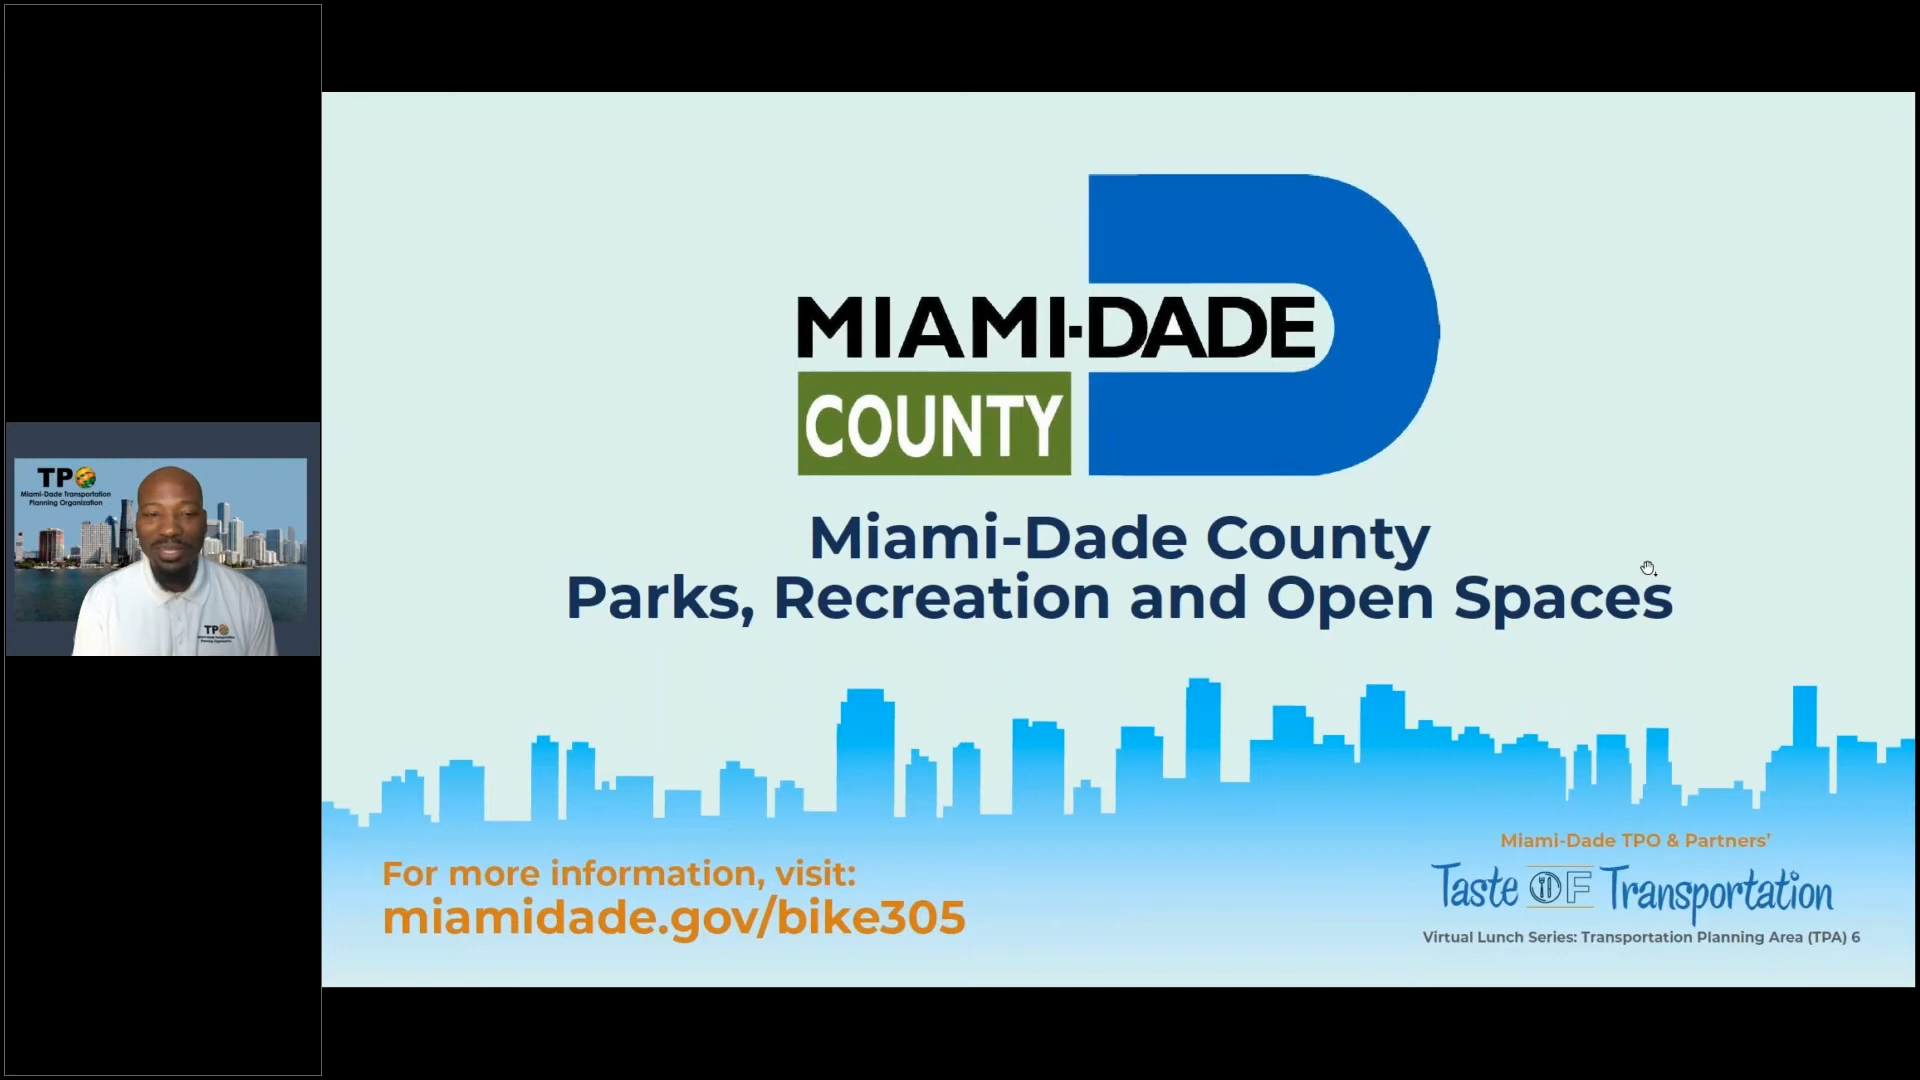 TPO
Miami-Dade Transportation
Planning Organization
TPO
MIAMI-DADE
COUNTY
Miami-Dade County
Parks, Recreation and Open Spaces
For more information, visit:
miamidade.gov/bike305
Miami-Dade TPO & Partners'
Taste OF Transportation
Virtual Lunch Series: Transportation Planning Area (TPA) 6